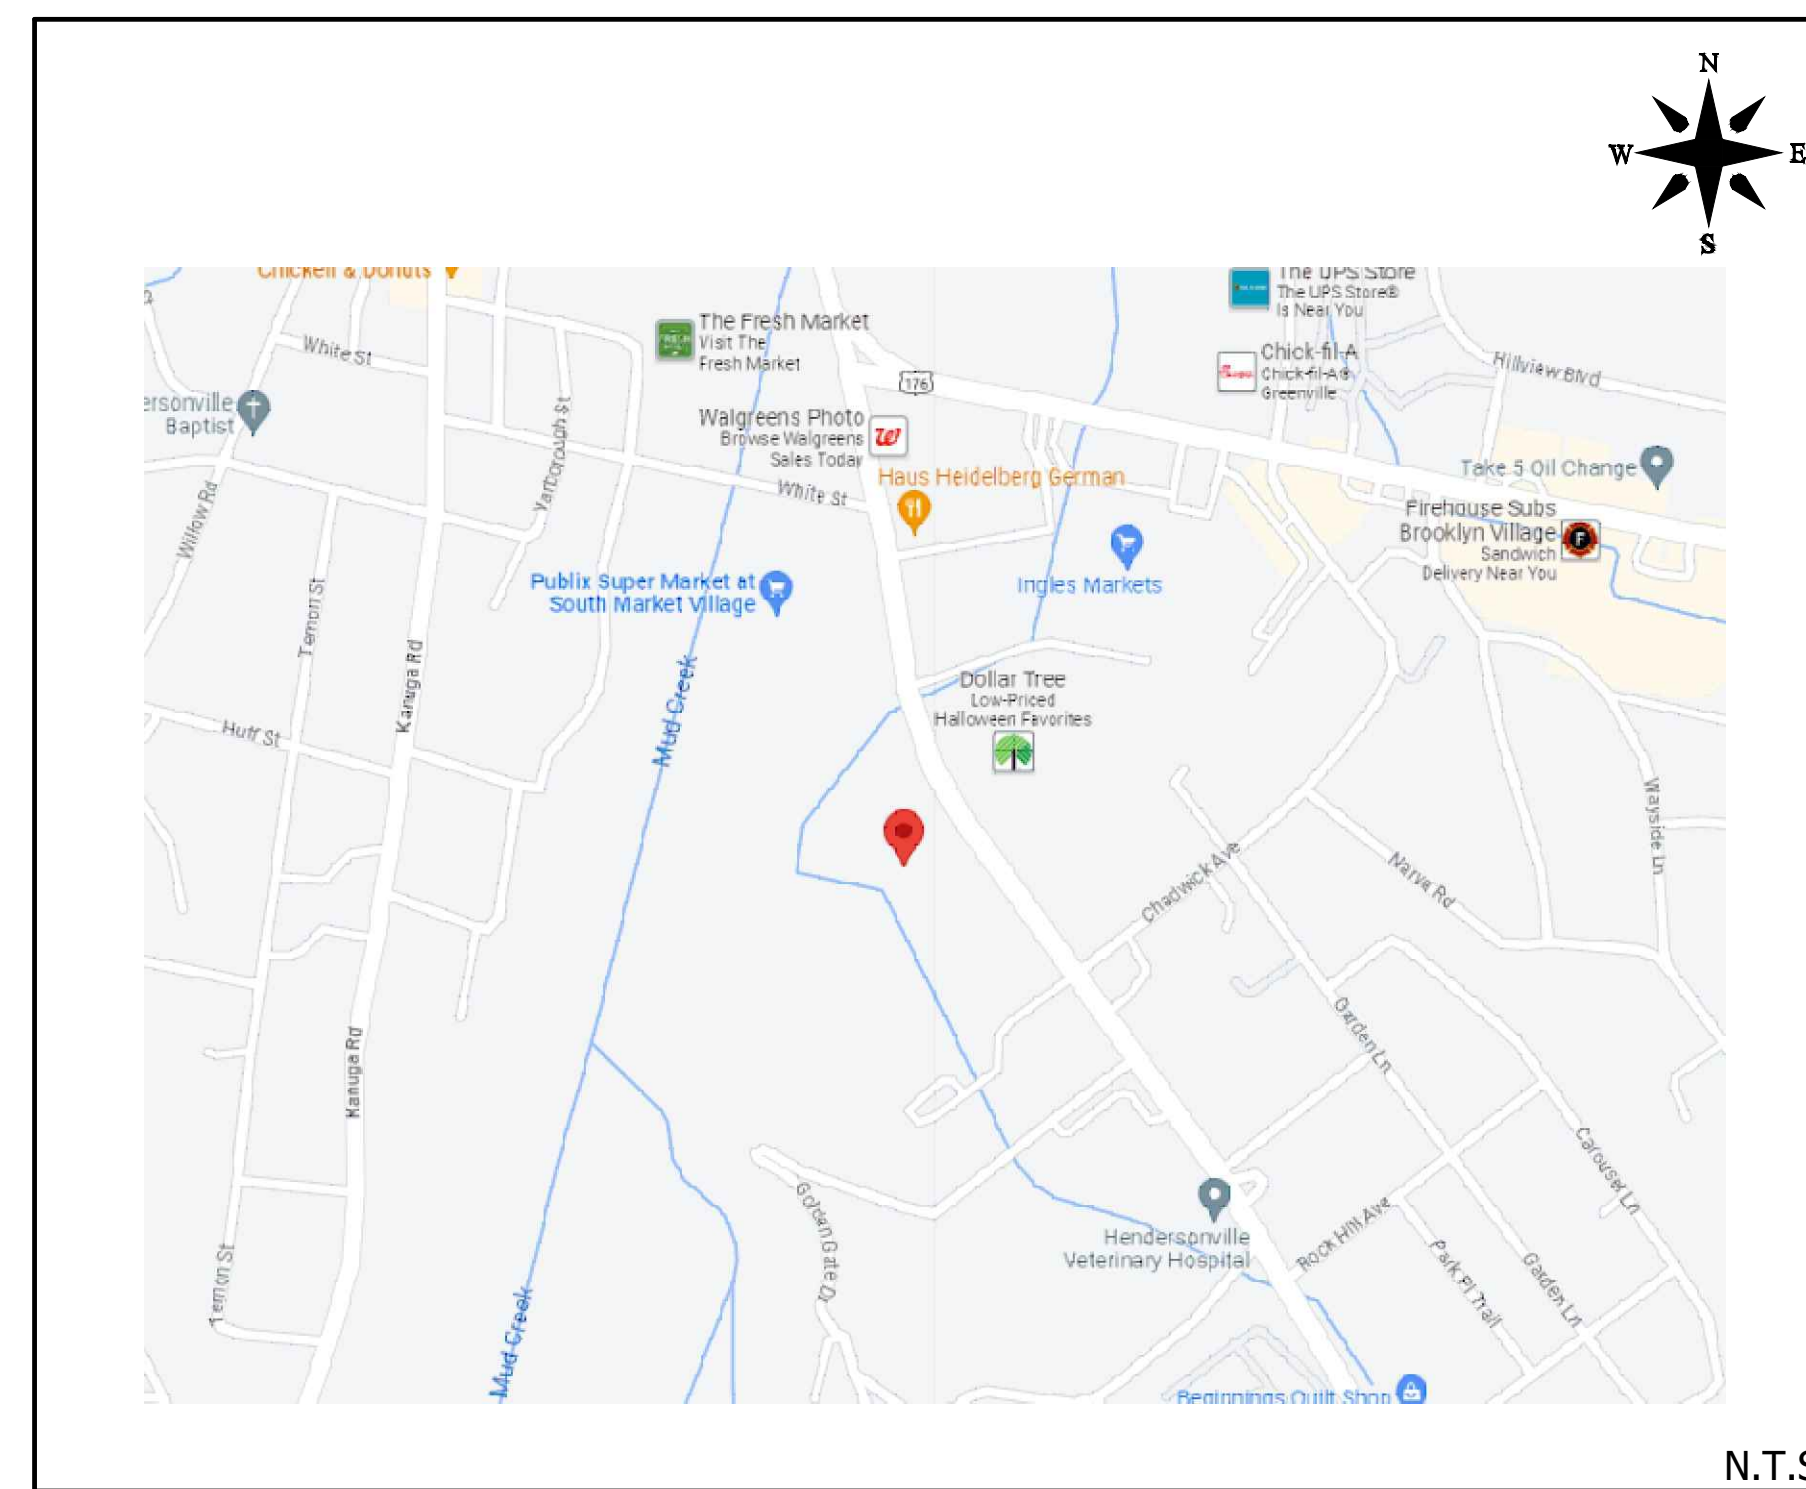 N
W
E
S
Chicken & Donuts
The UPS Store
The UPS Store®
Is Near You
The Fresh Market
Visit The
Fresh Market
White St
Chick-fil-A
Chick-fil-A®
Greenville
Hillview Blvd
176
ersonville
Baptist
Yarborough St
Walgreens Photo
Browse Walgreens
Sales Today
Haus Heidelberg German
White St
Take 5 Oil Change
Willow Rd
Firehouse Subs
Brooklyn Village
Sandwich
Delivery Near You
Publix Super Market at
South Market Village
Ingles Markets
Temon St
Kanuga Rd
Mud Creek
Dollar Tree
Low-Priced
Halloween Favorites
Huff St
Wayside Ln
Chadwick Ave
Narva Rd
Garden Ln
Kanuga Rd
Carousel Ln
Golden Gate D
Hendersonville
Veterinary Hospital
Rock Hill Ave
Park Pl Trail
Garden Ln
Temon St
Mud Creek
Beginnings Quilt Shop
N.T.S